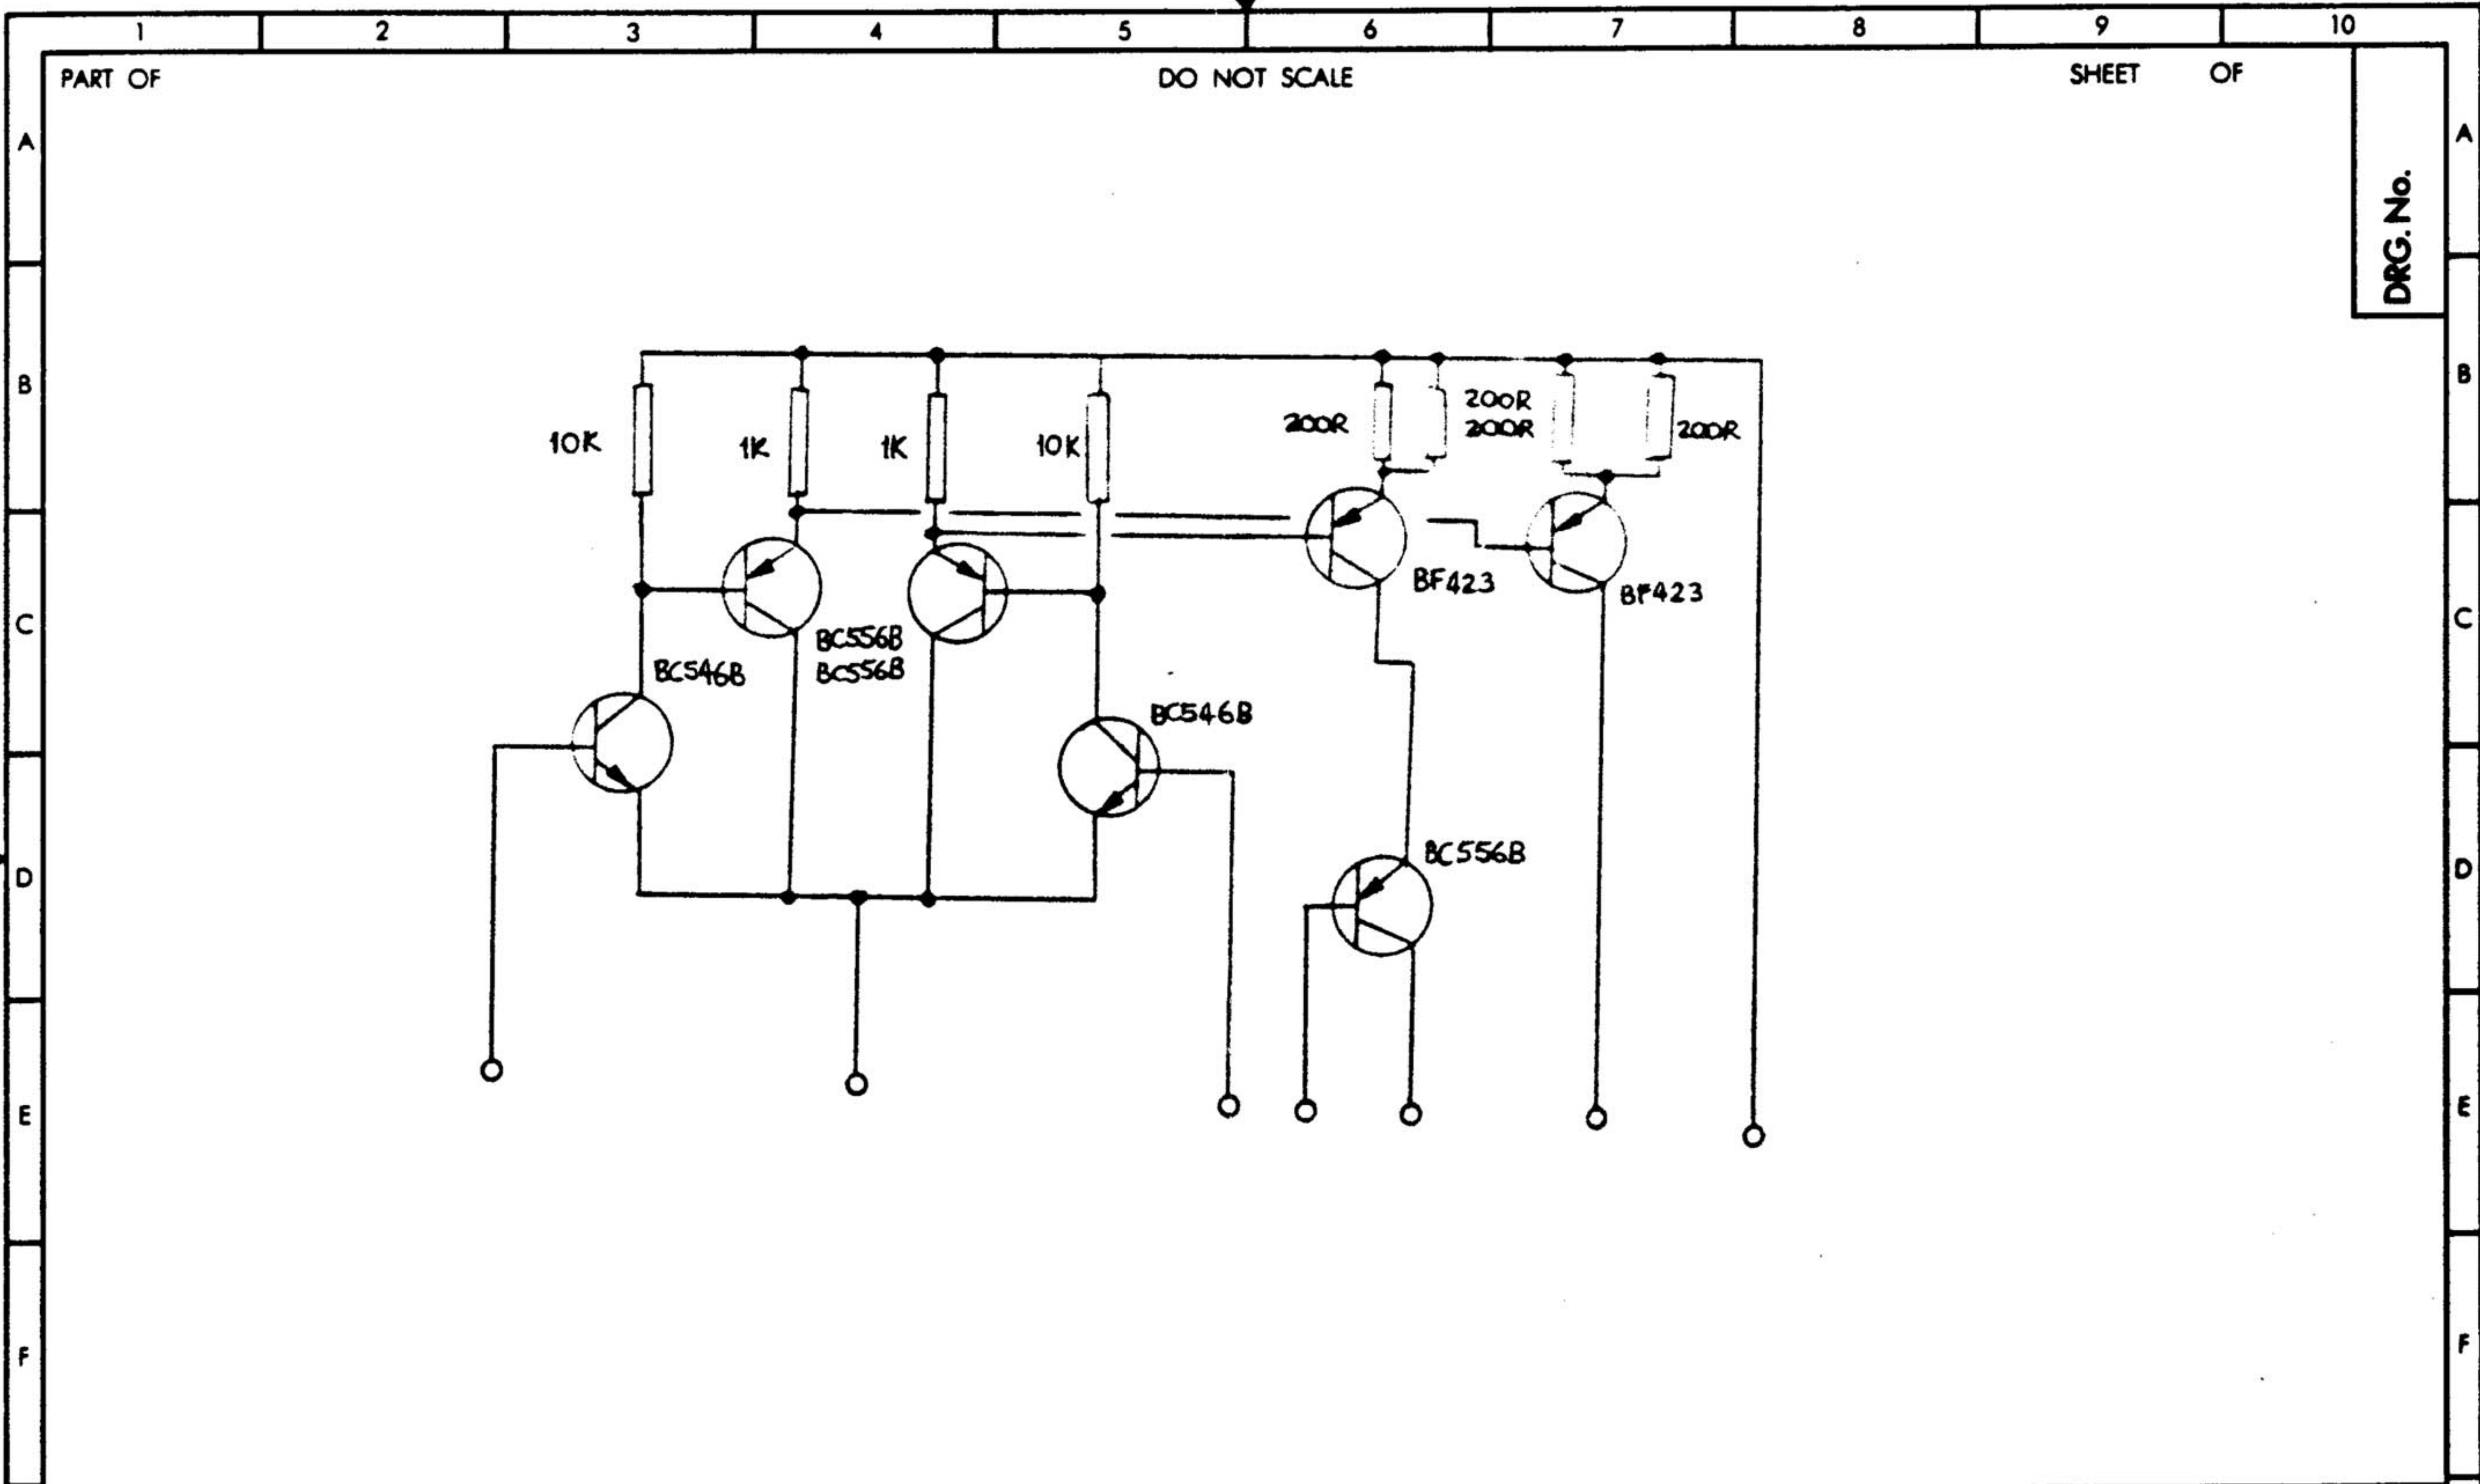 1 2 3 4 5 6 7 8 9 10
PART OF DO NOT SCALE SHEET OF
DRG. No.
A A
B B
10K 1K 1K 10K 200R 200R 200R
200R
C C
BC556B BF423 BF423
BC546B BC556B
BC546B
BC556B
D D
E E
F F